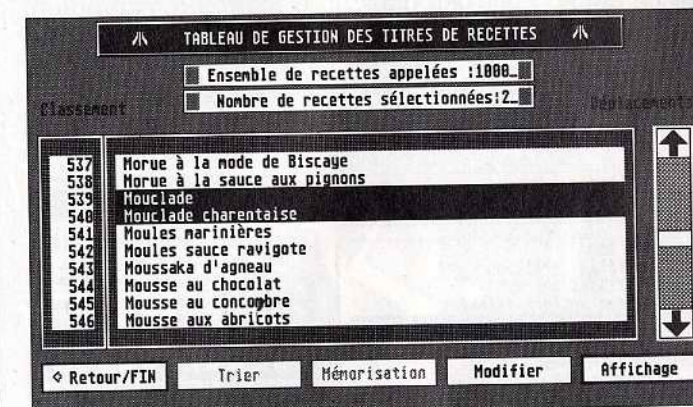 TABLEAU DE GESTION DES TITRES DE RECETTES
Ensemble de recettes appelées :1000_
Nombre de recettes sélectionnées:2_
Classement
Déplacement
537 Morue à la mode de Biscaye
538 Morue à la sauce aux pignons
539 Mouclade
540 Mouclade charentaise
541 Moules marinières
542 Moules sauce ravigote
543 Moussaka d'agneau
544 Mousse au chocolat
545 Mousse au concombre
546 Mousse aux abricots
Retour/FIN Trier Mémorisation Modifier Affichage